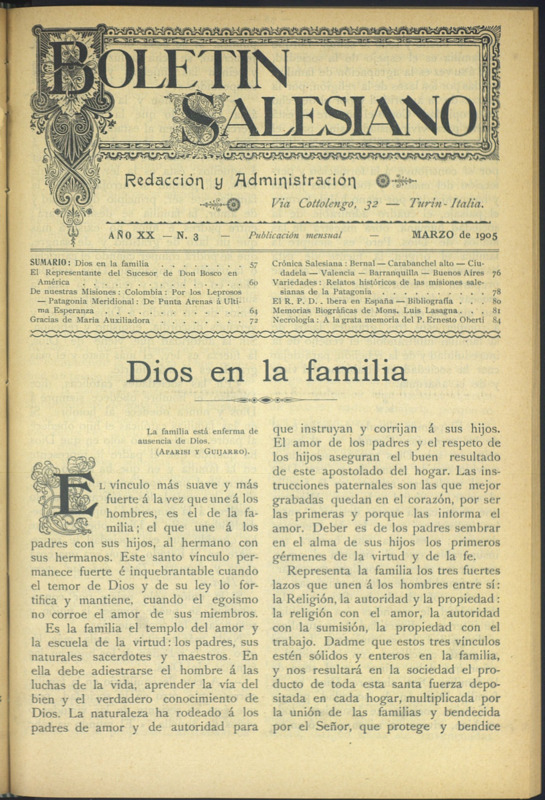 BOLETIN
SALESIANO
Redacción y Administración
Via Cottolengo, 32 — Turín-Italia.
AÑO XX — N. 3 — Publicación mensual — MARZO de 1905
SUMARIO: Dios en la familia . . . . . . . . . 57
El Representante del Sucesor de Don Bosco en
América . . . . . . . . . . . . . . . 60
De nuestras Misiones: Colombia: Por los Leprosos
— Patagonia Meridional: De Punta Arenas á Ulti-
ma Esperanza . . . . . . . . . . . . . 64
Gracias de María Auxiliadora . . . . . . . . 72
Crónica Salesiana: Bernal — Carabanchel alto — Ciu-
dadela — Valencia — Barranquilla — Buenos Aires 76
Variedades: Relatos históricos de las misiones sale-
sianas de la Patagonia . . . . . . . . . . 78
El R. P. D. Ibera en España — Bibliografía . . . 80
Memorias Biográficas de Mons. Luis Lasagna . . . 81
Necrología: A la grata memoria del P. Ernesto Oberti 84
Dios en la familia
La familia está enferma de
ausencia de Dios.
(APARISI Y GUIJARRO).
EL vínculo más suave y más
fuerte á la vez que une á los
hombres, es el de la fa-
milia; el que une á los
padres con sus hijos, al hermano con
sus hermanos. Este santo vínculo per-
manece fuerte é inquebrantable cuando
el temor de Dios y de su ley lo for-
tifica y mantiene, cuando el egoismo
no corroe el amor de sus miembros.
Es la familia el templo del amor y
la escuela de la virtud: los padres, sus
naturales sacerdotes y maestros. En
ella debe adiestrarse el hombre á las
luchas de la vida, aprender la vía del
bien y el verdadero conocimiento de
Dios. La naturaleza ha rodeado á los
padres de amor y de autoridad para
que instruyan y corrijan á sus hijos.
El amor de los padres y el respeto de
los hijos aseguran el buen resultado
de este apostolado del hogar. Las ins-
trucciones paternales son las que mejor
grabadas quedan en el corazón, por ser
las primeras y porque las informa el
amor. Deber es de los padres sembrar
en el alma de sus hijos los primeros
gérmenes de la virtud y de la fe.
Representa la familia los tres fuertes
lazos que unen á los hombres entre sí:
la Religión, la autoridad y la propiedad:
la religión con el amor, la autoridad
con la sumisión, la propiedad con el
trabajo. Dadme que estos tres vínculos
estén sólidos y enteros en la familia,
y nos resultará en la sociedad el pro-
ducto de toda esta santa fuerza depo-
sitada en cada hogar, multiplicada por
la unión de las familias y bendecida
por el Señor, que protege y bendice